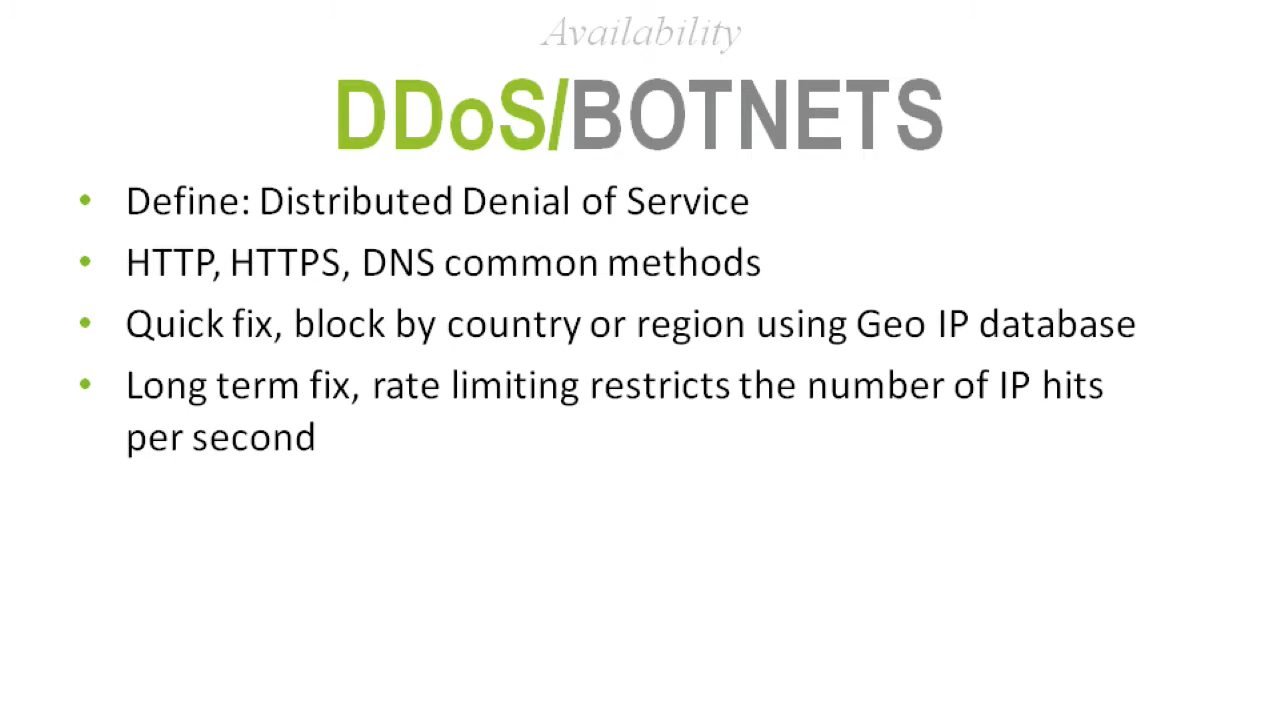 Availability
DDoS/BOTNETS
• Define: Distributed Denial of Service
• HTTP, HTTPS, DNS common methods
• Quick fix, block by country or region using Geo IP database
• Long term fix, rate limiting restricts the number of IP hits
per second